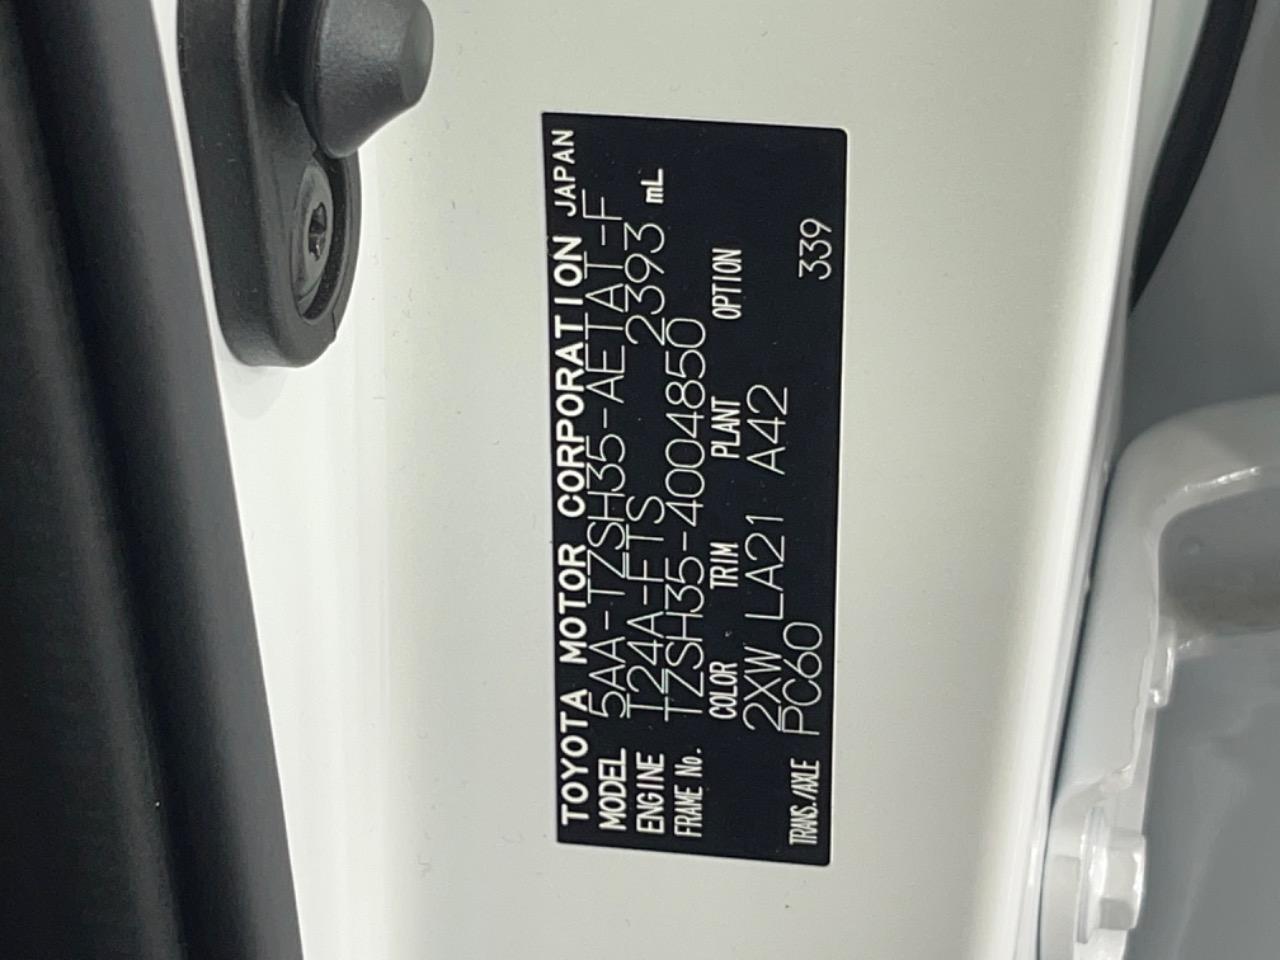 TOYOTA MOTOR CORPORATION JAPAN
MODEL 5AA-TZSH35-AETAT-F
ENGINE T24A-FTS 2393 mL
FRAME No. TZSH35-4004850
COLOR TRIM PLANT OPTION
2XW LA21 A42
TRANS./AXLE PC60 339